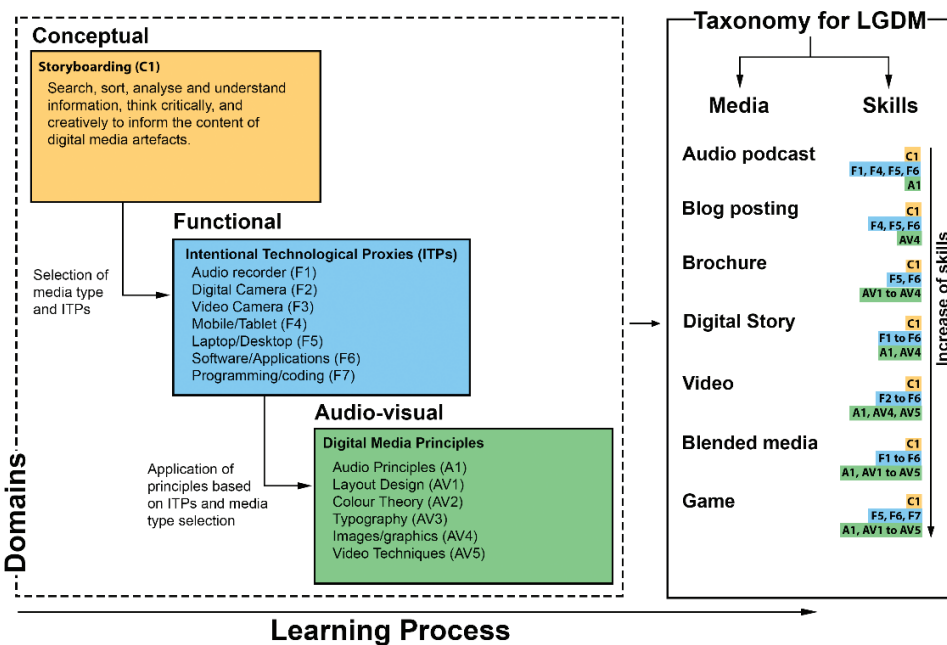 Conceptual
Storyboarding (C1)
Search, sort, analyse and understand
information, think critically, and
creatively to inform the content of
digital media artefacts.
Selection of
media type
and ITPs
Functional
Intentional Technological Proxies (ITPs)
Audio recorder (F1)
Digital Camera (F2)
Video Camera (F3)
Mobile/Tablet (F4)
Laptop/Desktop (F5)
Software/Applications (F6)
Programming/coding (F7)
Application of
principles based
on ITPs and media
type selection
Audio-visual
Digital Media Principles
Audio Principles (A1)
Layout Design (AV1)
Colour Theory (AV2)
Typography (AV3)
Images/graphics (AV4)
Video Techniques (AV5)
Domains
Learning Process
Taxonomy for LGDM
Media
Skills
Audio podcast
C1
F1, F4, F5, F6
A1
Blog posting
C1
F4, F5, F6
AV4
Brochure
C1
F5, F6
AV1 to AV4
Digital Story
C1
F1 to F6
A1, AV4
Video
C1
F2 to F6
A1, AV4, AV5
Blended media
C1
F1 to F6
A1, AV1 to AV5
Game
C1
F5, F6, F7
A1, AV1 to AV5
Increase of skills